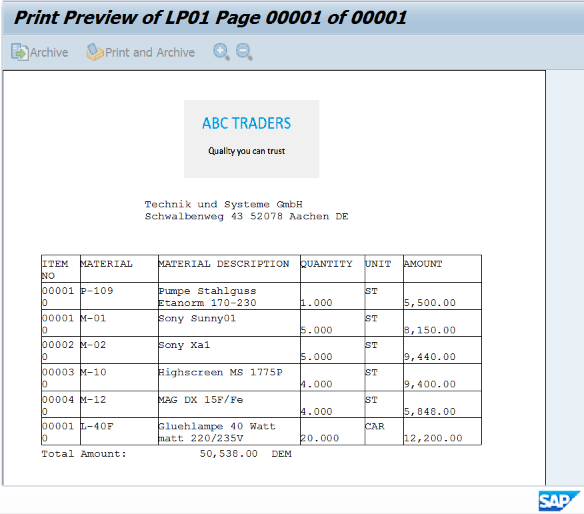 Print Preview of LP01 Page 00001 of 00001
Archive Print and Archive
ABC TRADERS
Quality you can trust
Technik und Systeme GmbH
Schwalbenweg 43 52078 Aachen DE
ITEM MATERIAL MATERIAL DESCRIPTION QUANTITY UNIT AMOUNT
NO
00001 P-109 Pumpe Stahlguss ST
0 Etanorm 170-230 1.000 5,500.00
00001 M-01 Sony Sunny01 ST
0 5.000 8,150.00
00002 M-02 Sony Xa1 ST
0 5.000 9,440.00
00003 M-10 Highscreen MS 1775P ST
0 4.000 9,400.00
00004 M-12 MAG DX 15F/Fe ST
0 4.000 5,848.00
00001 L-40F Gluehlampe 40 Watt CAR
0 matt 220/235V 20.000 12,200.00
Total Amount: 50,538.00 DEM
SAP